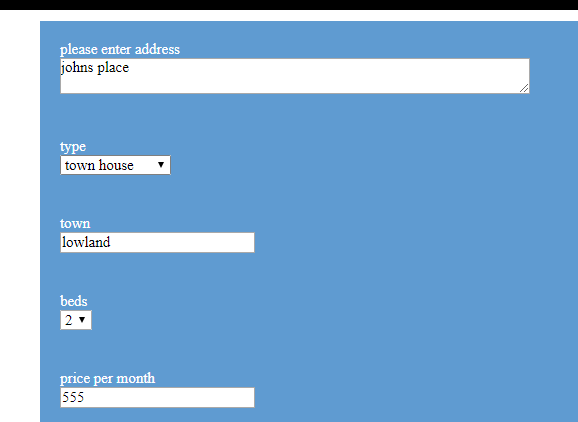 please enter address
johns place
type
town house
town
lowland
beds
2
price per month
555